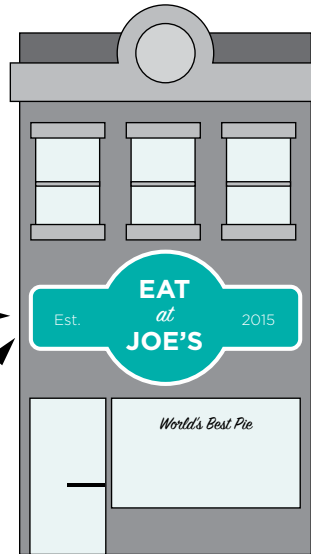 EAT
at
JOE'S
Est.
2015
World's Best Pie